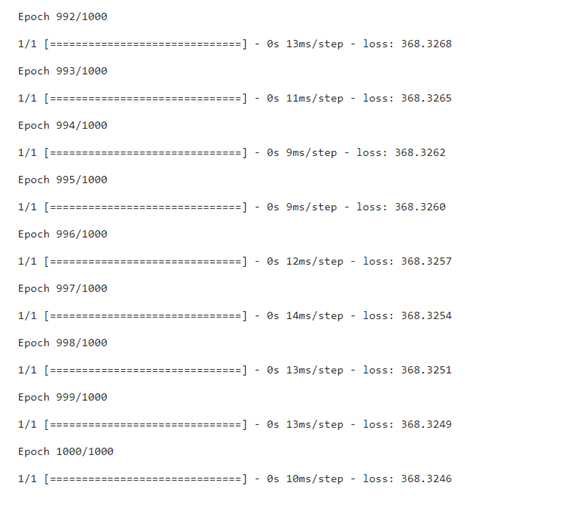 Epoch 992/1000
1/1 [==============================] - 0s 13ms/step - loss: 368.3268
Epoch 993/1000
1/1 [==============================] - 0s 11ms/step - loss: 368.3265
Epoch 994/1000
1/1 [==============================] - 0s 9ms/step - loss: 368.3262
Epoch 995/1000
1/1 [==============================] - 0s 9ms/step - loss: 368.3260
Epoch 996/1000
1/1 [==============================] - 0s 12ms/step - loss: 368.3257
Epoch 997/1000
1/1 [==============================] - 0s 14ms/step - loss: 368.3254
Epoch 998/1000
1/1 [==============================] - 0s 13ms/step - loss: 368.3251
Epoch 999/1000
1/1 [==============================] - 0s 13ms/step - loss: 368.3249
Epoch 1000/1000
1/1 [==============================] - 0s 10ms/step - loss: 368.3246